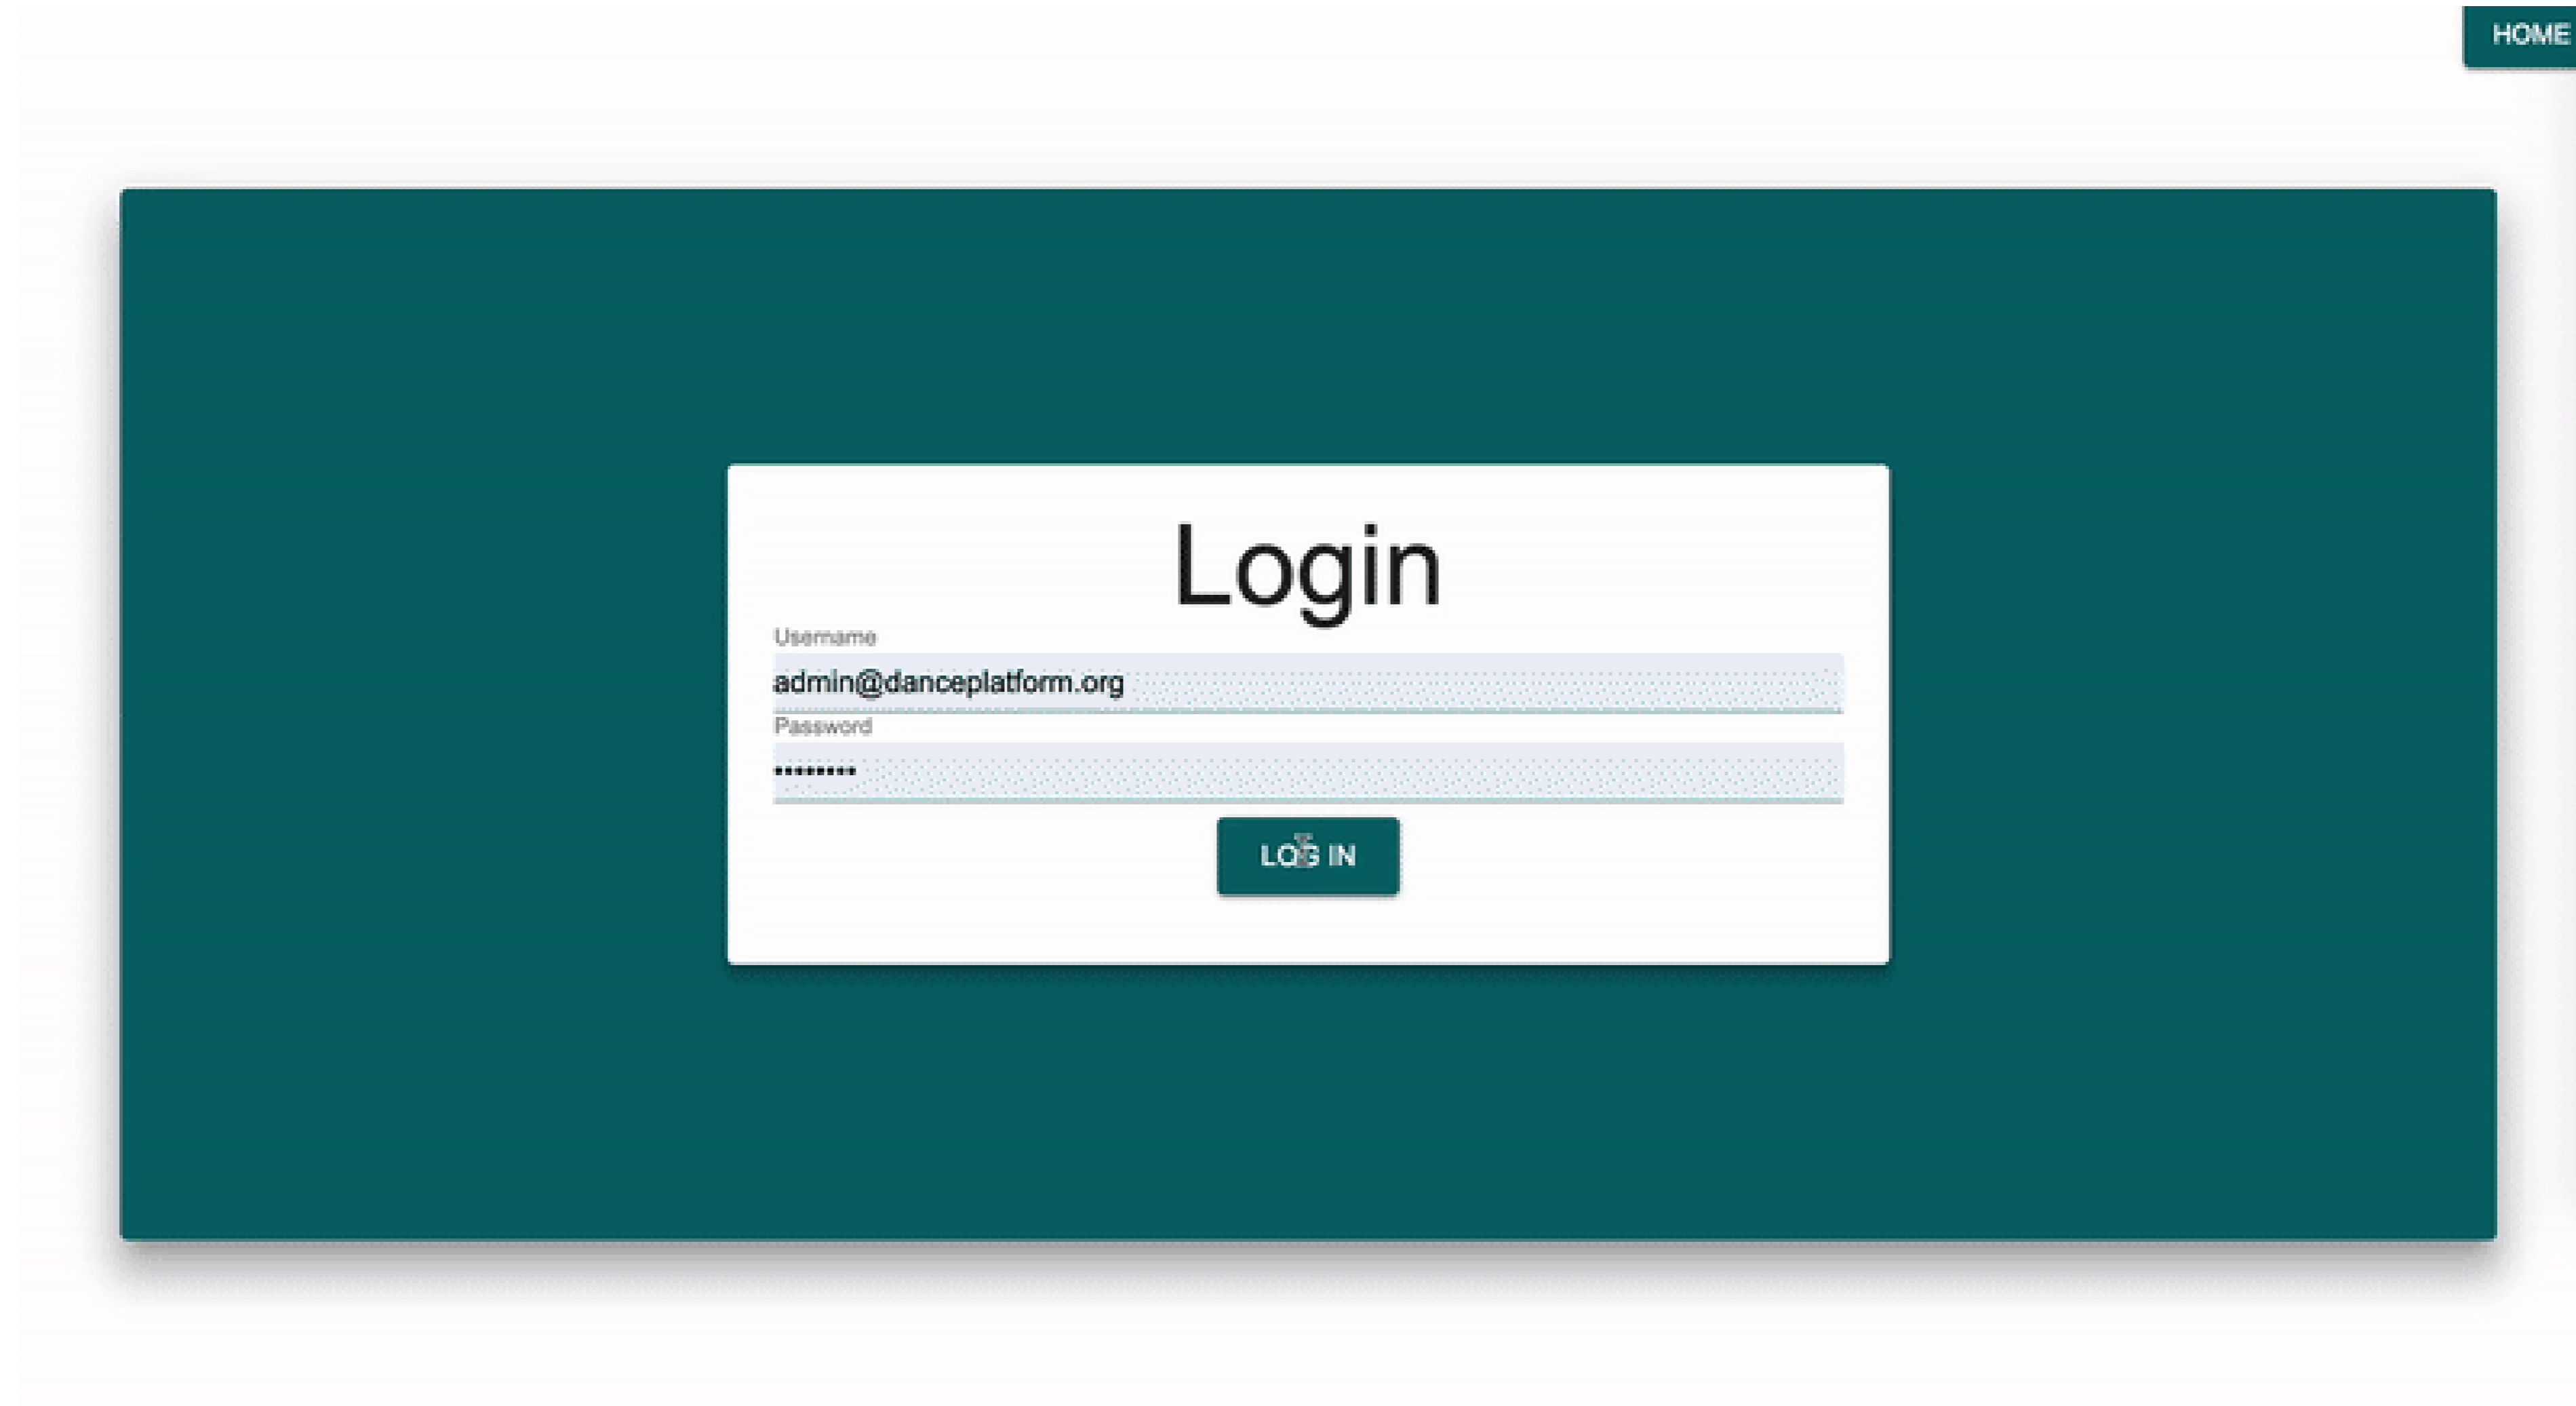 HOME
Login
Username
admin@danceplatform.org
Password
••••••••
LOG IN